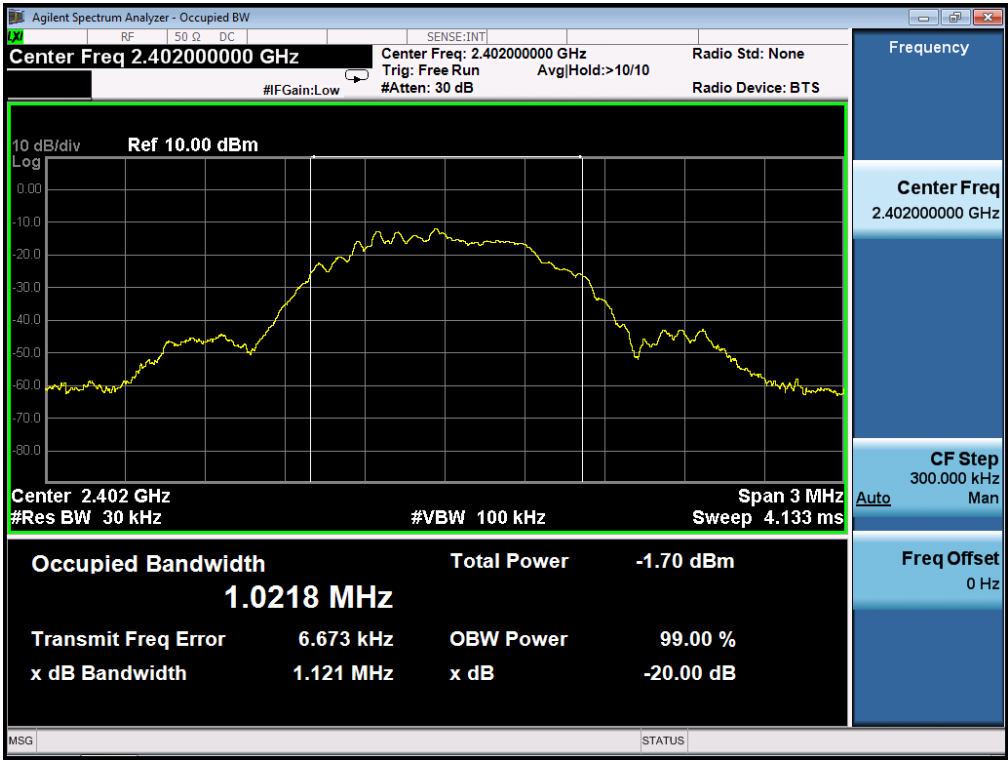 Agilent Spectrum Analyzer - Occupied BW
LXI RF 50 Ω DC SENSE:INT
Center Freq 2.402000000 GHz
Center Freq: 2.402000000 GHz Radio Std: None
Trig: Free Run Avg|Hold:>10/10
#IFGain:Low #Atten: 30 dB Radio Device: BTS
10 dB/div Ref 10.00 dBm
Log
0.00
-10.0
-20.0
-30.0
-40.0
-50.0
-60.0
-70.0
-80.0
Center 2.402 GHz Span 3 MHz
#Res BW 30 kHz #VBW 100 kHz Sweep 4.133 ms
Occupied Bandwidth Total Power -1.70 dBm
1.0218 MHz
Transmit Freq Error 6.673 kHz OBW Power 99.00 %
x dB Bandwidth 1.121 MHz x dB -20.00 dB
MSG STATUS
Frequency
Center Freq
2.402000000 GHz
CF Step
300.000 kHz
Auto Man
Freq Offset
0 Hz